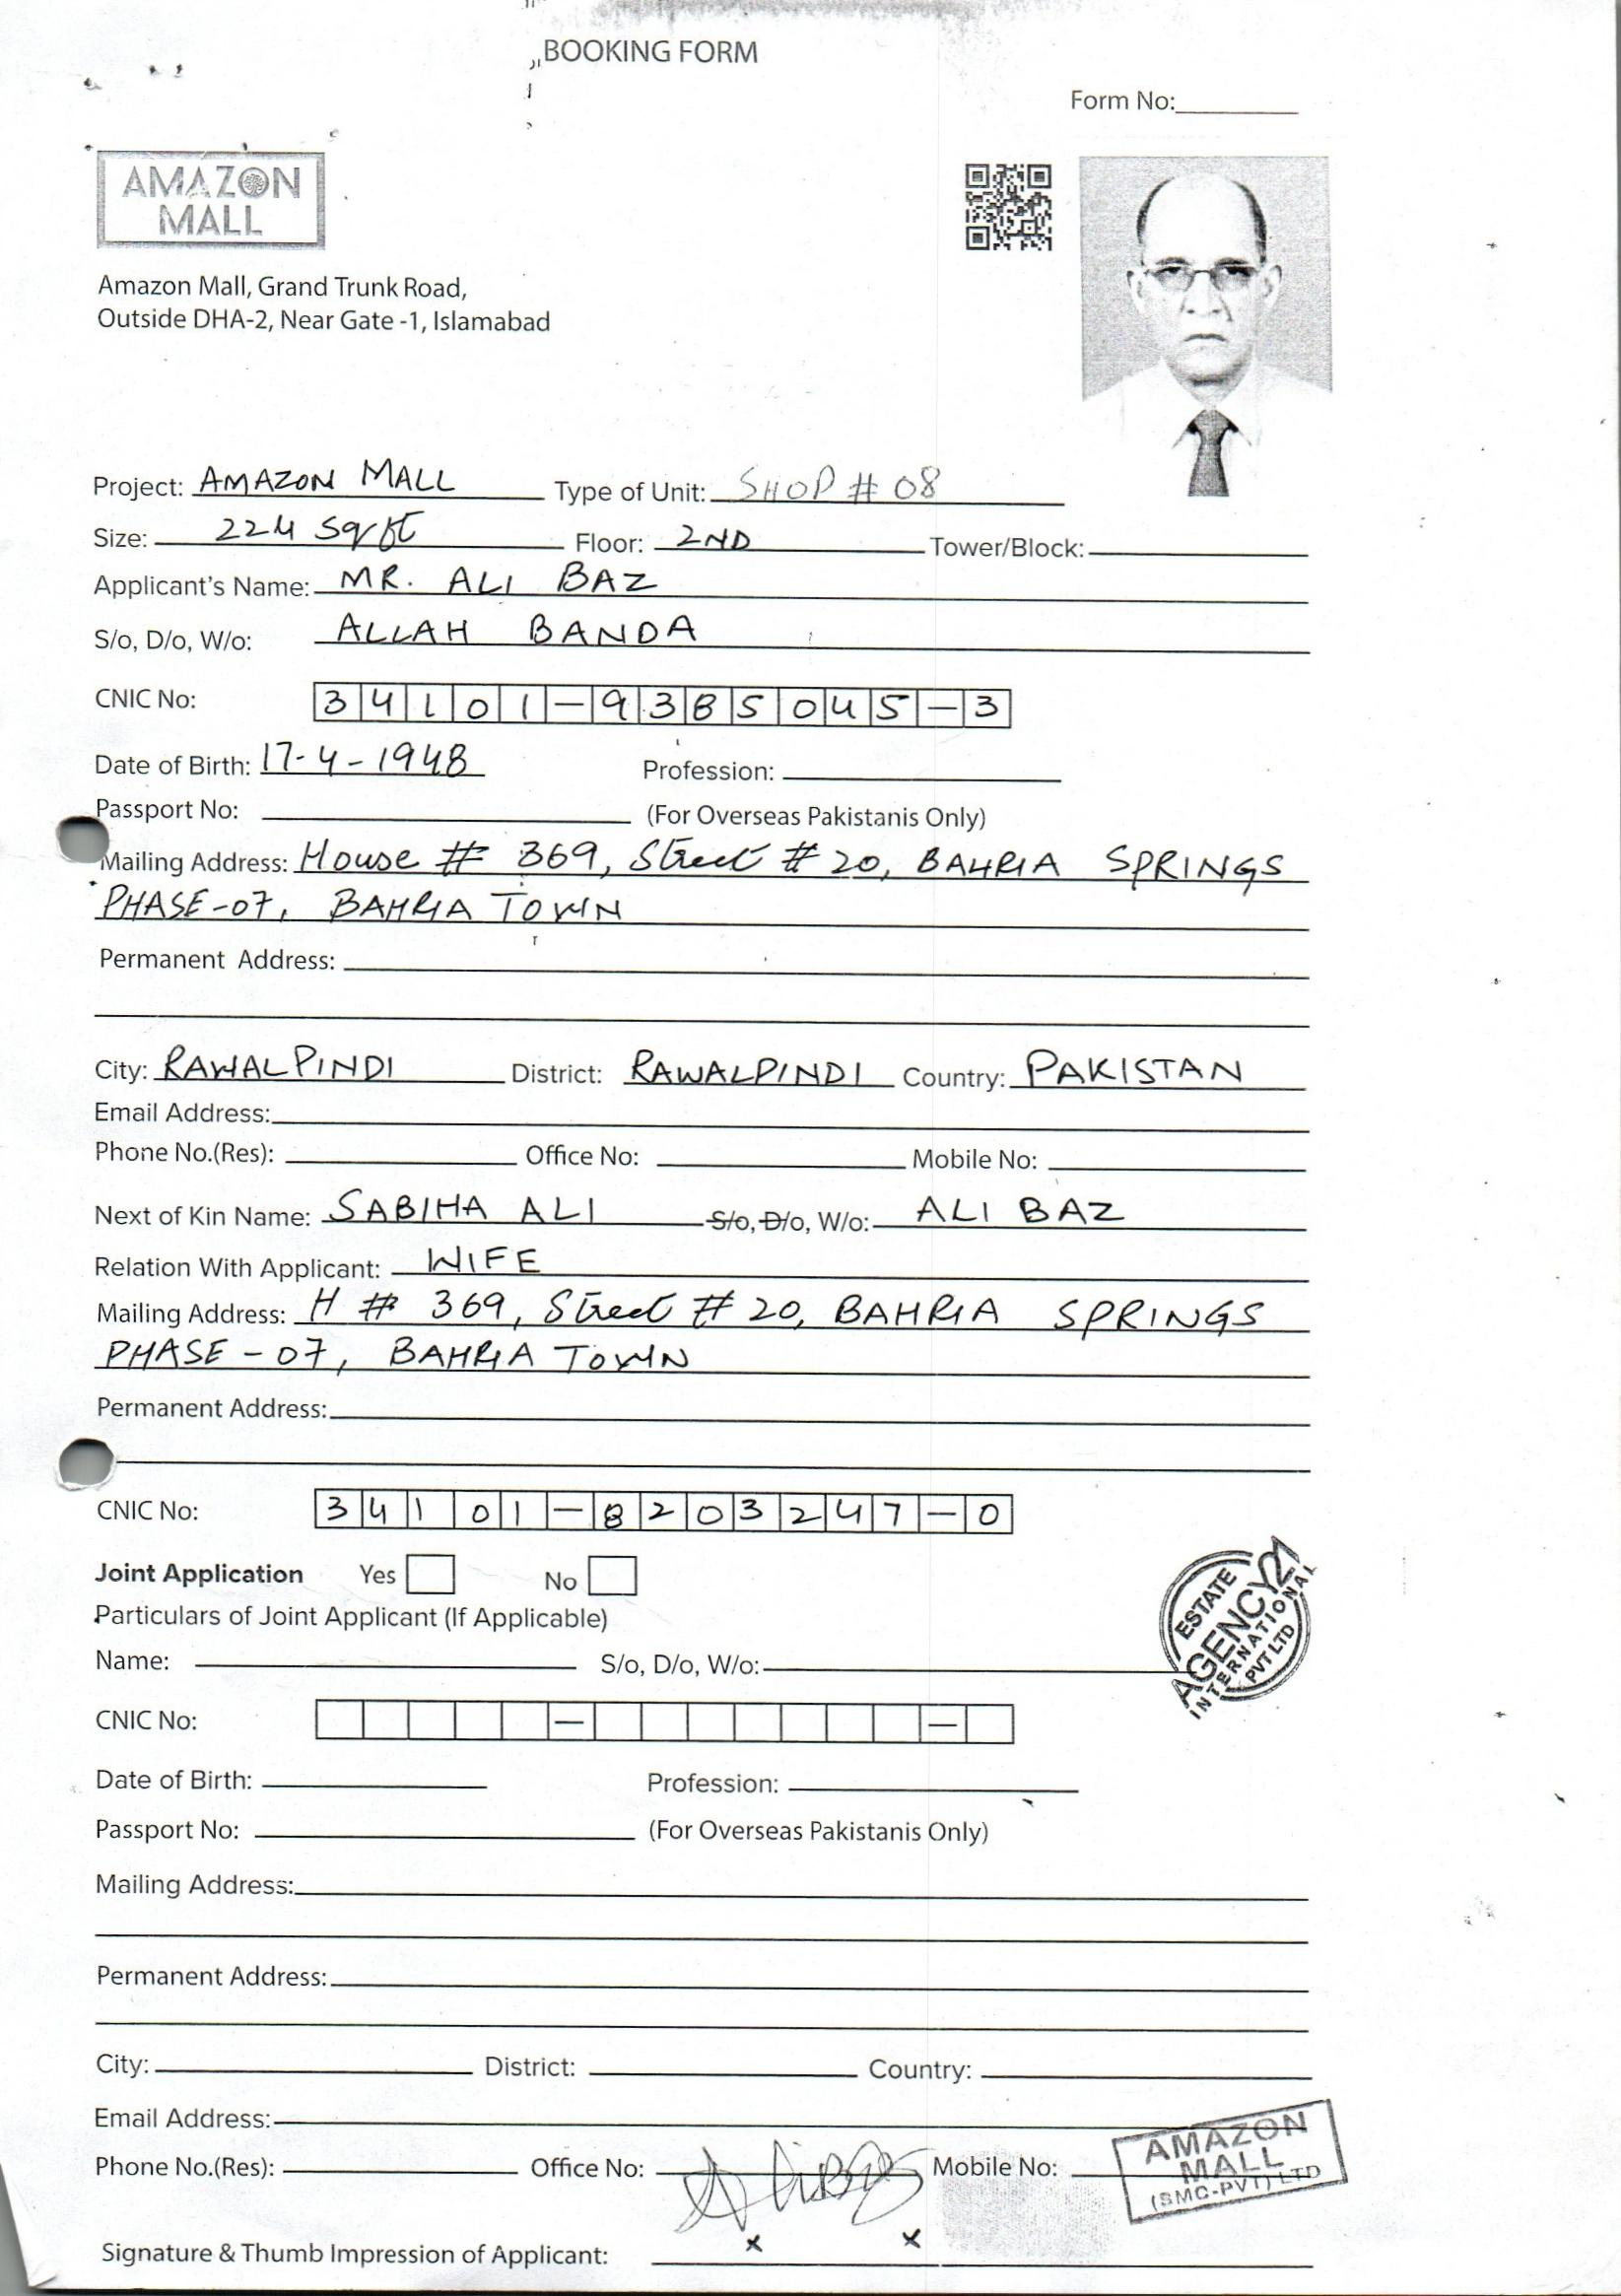 BOOKING FORM
Form No:
AMAZON
MALL
Amazon Mall, Grand Trunk Road,
Outside DHA-2, Near Gate -1, Islamabad
Project: AMAZON MALL Type of Unit: SHOP # 08
Size: 224 Sqft Floor: 2ND Tower/Block:
Applicant's Name: MR. ALI BAZ
S/o, D/o, W/o: ALLAH BANDA
CNIC No: 34101-9385045-3
Date of Birth: 17-4-1948 Profession:
Passport No: (For Overseas Pakistanis Only)
Mailing Address: House # 369, Street # 20, BAHRIA SPRINGS
PHASE-07, BAHRIA TOWN
Permanent Address:
City: RAWALPINDI District: RAWALPINDI Country: PAKISTAN
Email Address:
Phone No.(Res): Office No: Mobile No:
Next of Kin Name: SABIHA ALI S/o, D/o, W/o: ALI BAZ
Relation With Applicant: WIFE
Mailing Address: H # 369, Street # 20, BAHRIA SPRINGS
PHASE-07, BAHRIA TOWN
Permanent Address:
CNIC No: 34101-8203247-0
Joint Application Yes No
Particulars of Joint Applicant (If Applicable)
Name: S/o, D/o, W/o:
ESTATE
AGENCY21
INTERNATIONAL
PVT LTD
CNIC No: — —
Date of Birth: Profession:
Passport No: (For Overseas Pakistanis Only)
Mailing Address:
Permanent Address:
City: District: Country:
Email Address:
Phone No.(Res): Office No: Mobile No:
AMAZON
MALL
(SMC-PVT) LTD
AliBaz
x x
Signature & Thumb Impression of Applicant: